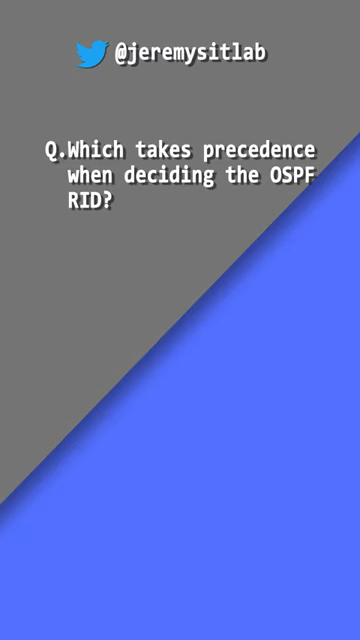 @jeremysitlab
Q.Which takes precedence
when deciding the OSPF
RID?